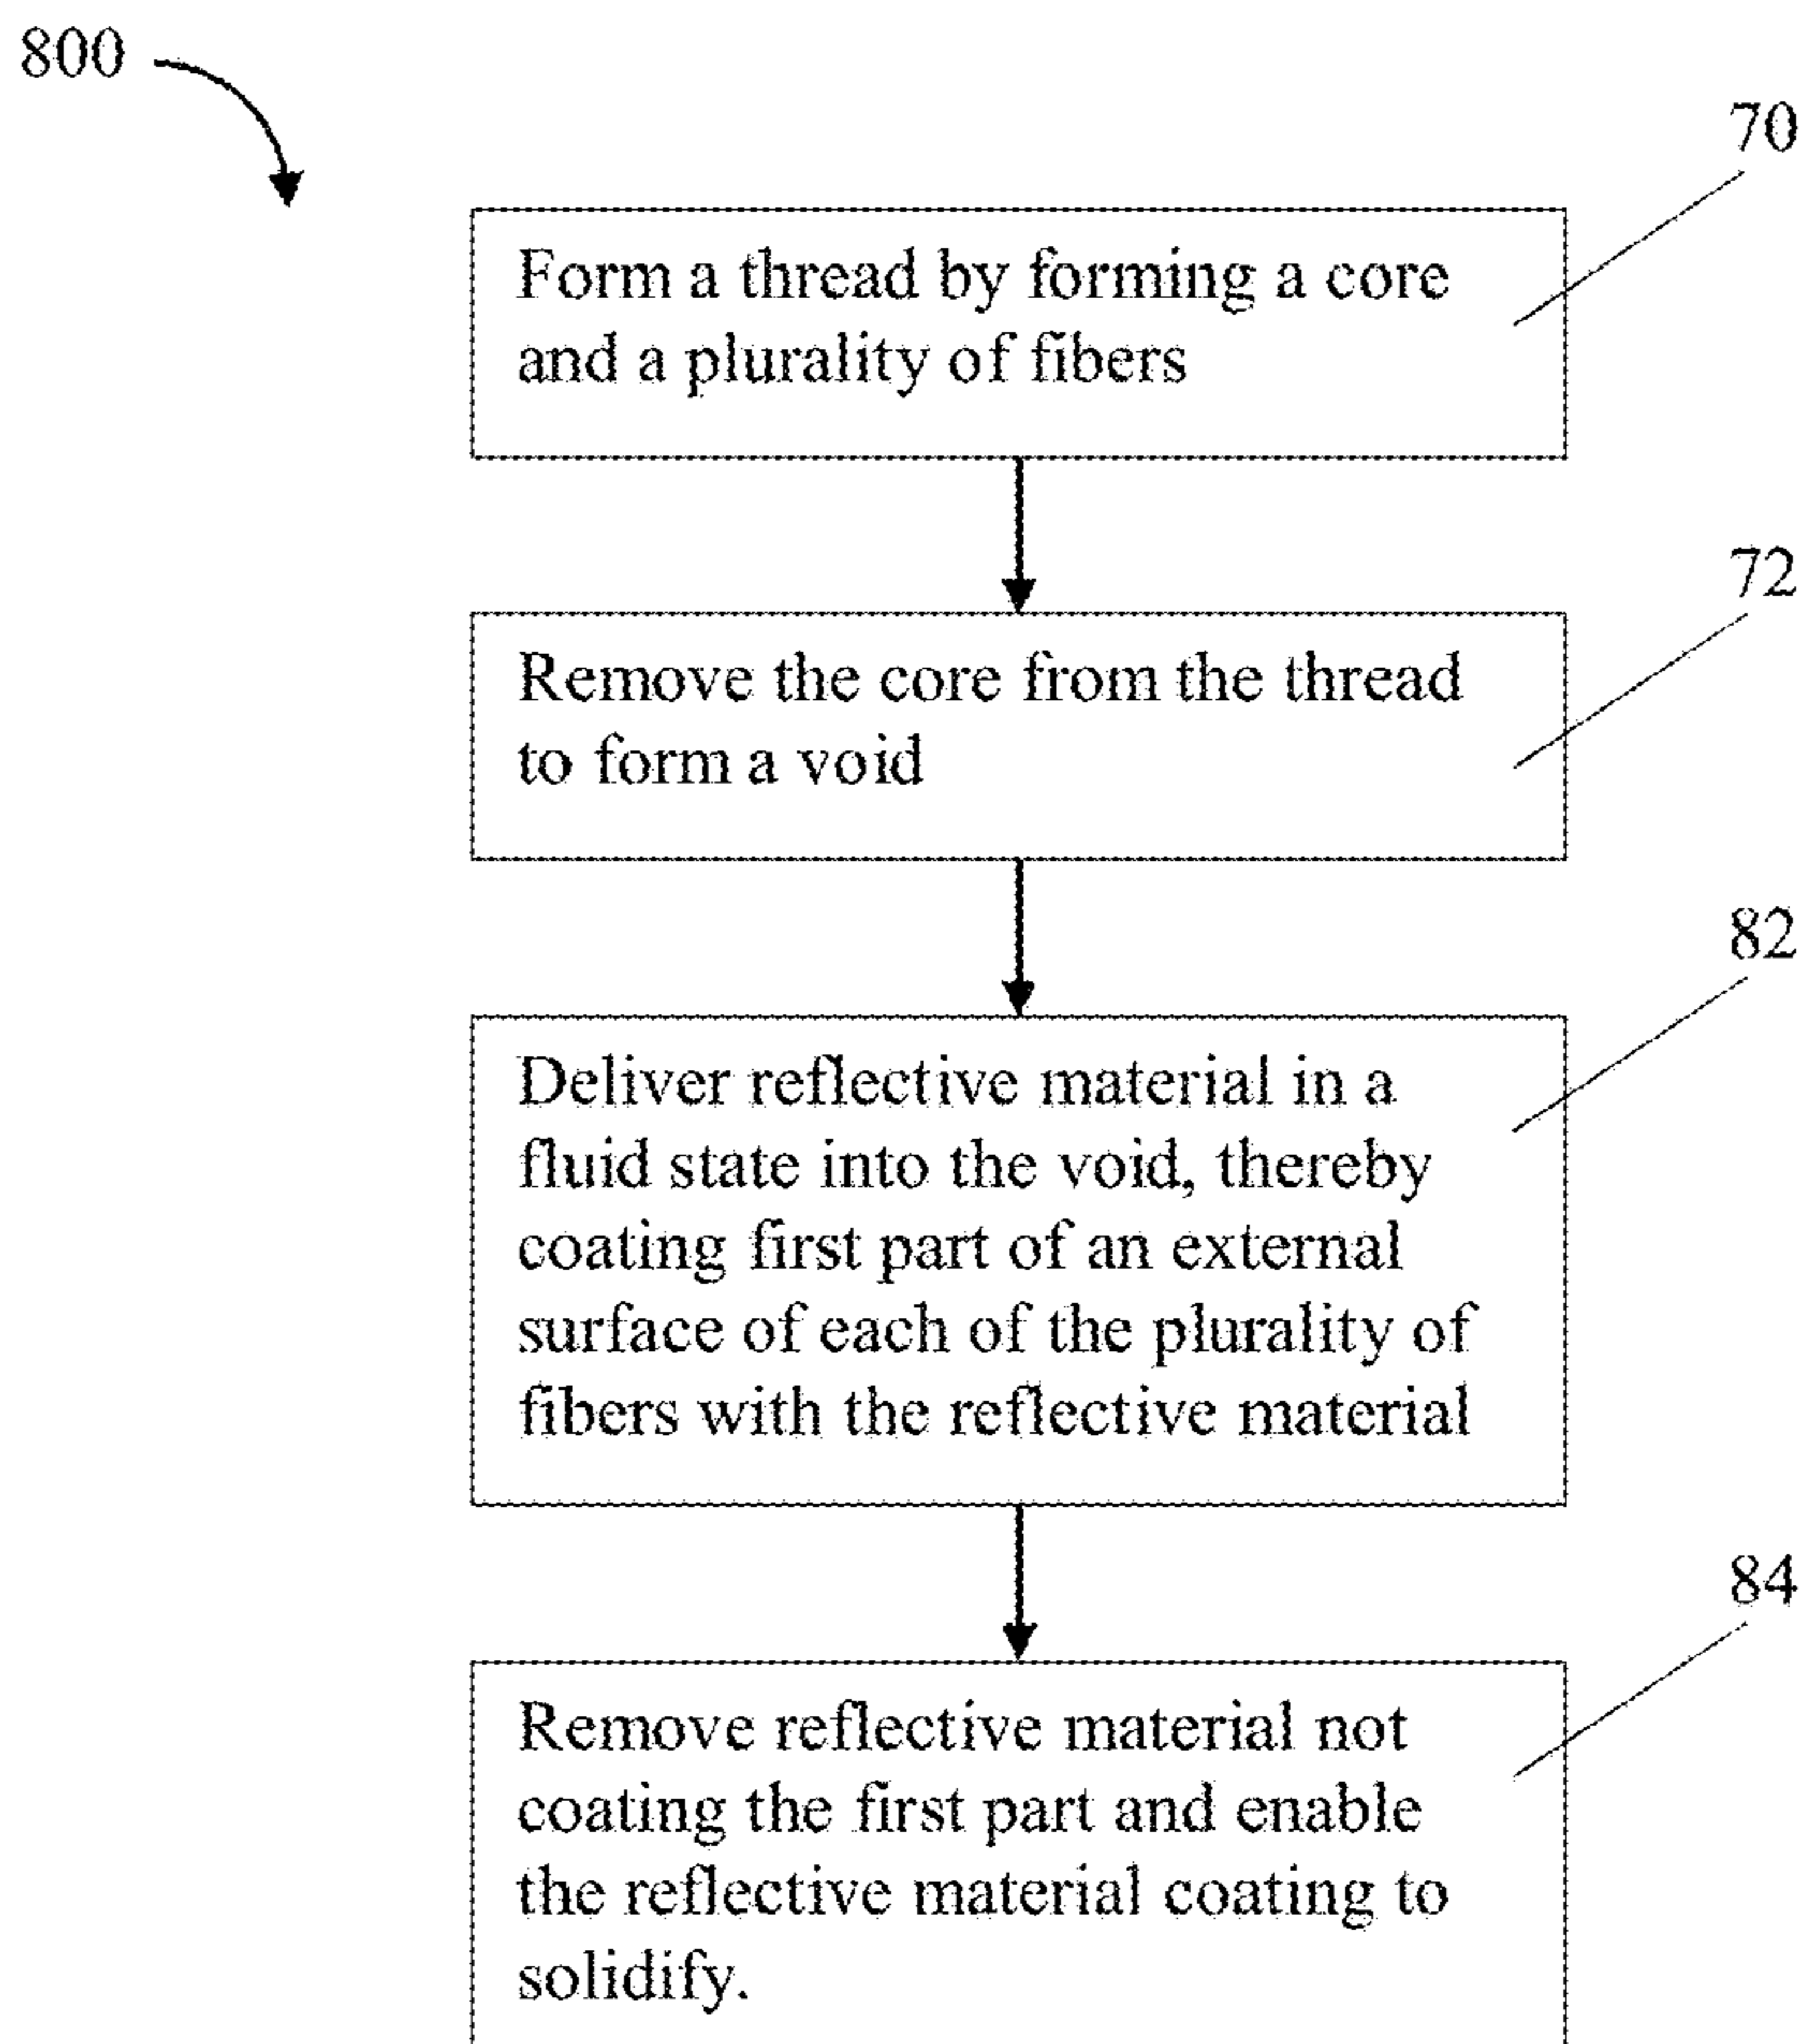 800
70
Form a thread by forming a core
and a plurality of fibers
72
Remove the core from the thread
to form a void
82
Deliver reflective material in a
fluid state into the void, thereby
coating first part of an external
surface of each of the plurality of
fibers with the reflective material
84
Remove reflective material not
coating the first part and enable
the reflective material coating to
solidify.